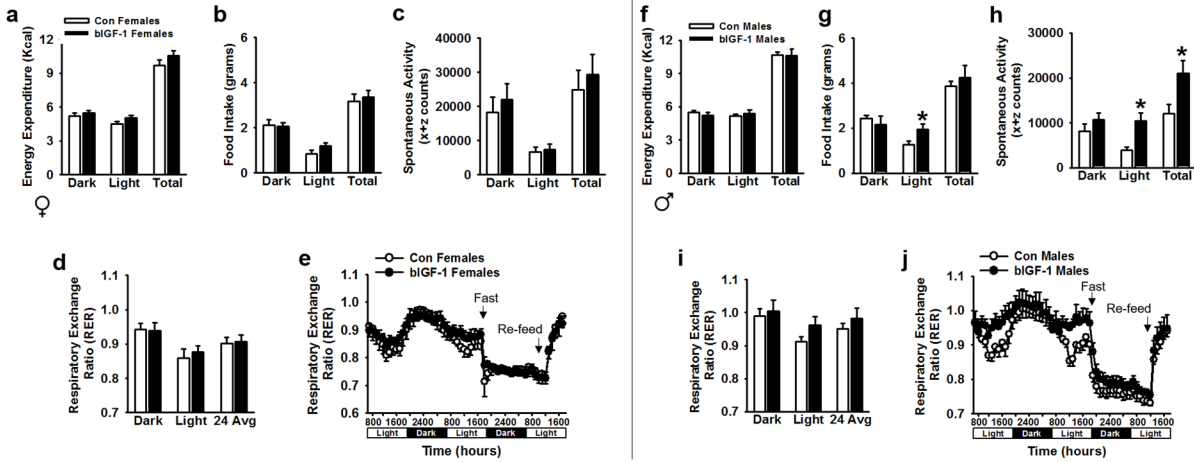 a
Con Females
bIGF-1 Females
Energy Expenditure (Kcal)
12
9
6
3
0
Dark Light Total
♀
b
Food Intake (grams)
6
4
2
0
Dark Light Total
c
Spontaneous Activity
(x+z counts)
40000
30000
20000
10000
0
Dark Light Total
d
Respiratory Exchange
Ratio (RER)
1.1
1.0
0.9
0.8
0.7
Dark Light 24 Avg
e
Con Females
bIGF-1 Females
Respiratory Exchange
Ratio (RER)
1.1
1.0
0.9
0.8
0.7
0.6
Fast
Re-feed
800 1600 2400 800 1600 2400 800 1600
Light Dark Light Dark Light
Time (hours)
f
Con Males
bIGF-1 Males
Energy Expenditure (Kcal)
12
9
6
3
0
Dark Light Total
♂
g
Food Intake (grams)
6
4
2
0
*
Dark Light Total
h
Spontaneous Activity
(x+z counts)
30000
20000
10000
0
* *
Dark Light Total
i
Respiratory Exchange
Ratio (RER)
1.1
1.0
0.9
0.8
0.7
Dark Light 24 Avg
j
Con Males
bIGF-1 Males
Respiratory Exchange
Ratio (RER)
1.1
1.0
0.9
0.8
0.7
Fast
Re-feed
800 1600 2400 800 1600 2400 800 1600
Light Dark Light Dark Light
Time (hours)